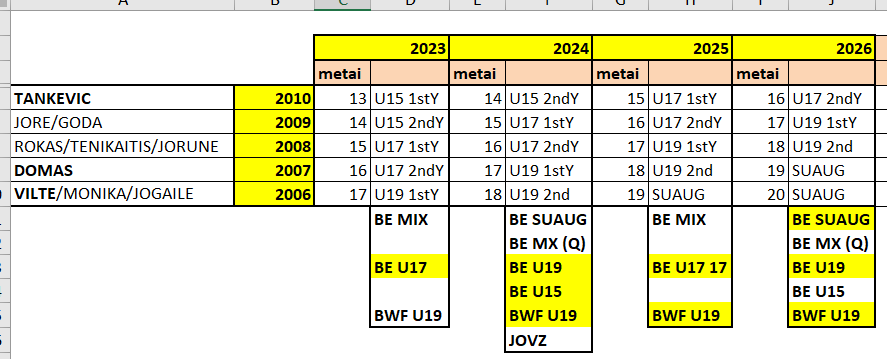 2023 2024 2025 2026
metai metai metai metai
TANKEVIC 2010 13 U15 1stY 14 U15 2ndY 15 U17 1stY 16 U17 2ndY
JORE/GODA 2009 14 U15 2ndY 15 U17 1stY 16 U17 2ndY 17 U19 1stY
ROKAS/TENIKAITIS/JORUNE 2008 15 U17 1stY 16 U17 2ndY 17 U19 1stY 18 U19 2nd
DOMAS 2007 16 U17 2ndY 17 U19 1stY 18 U19 2nd 19 SUAUG
VILTE/MONIKA/JOGAILE 2006 17 U19 1stY 18 U19 2nd 19 SUAUG 20 SUAUG
BE MIX BE SUAUG BE MIX BE SUAUG
BE MX (Q) BE MX (Q)
BE U17 BE U19 BE U17 17 BE U19
BE U15 BE U15
BWF U19 BWF U19 BWF U19 BWF U19
JOVZ